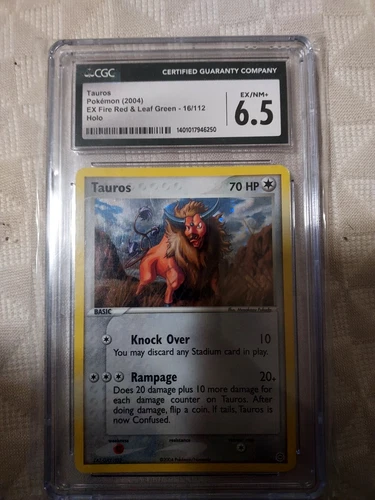 CGC CERTIFIED GUARANTY COMPANY
Tauros
Pokémon (2004)
EX Fire Red & Leaf Green - 16/112
Holo
EX/NM+
6.5
1401017946250
Tauros 70 HP
BASIC
Knock Over 10
You may discard any Stadium card in play.
Rampage 20+
Does 20 damage plus 10 more damage for
each damage counter on Tauros. After
doing damage, flip a coin. If tails, Tauros is
now Confused.
weakness resistance